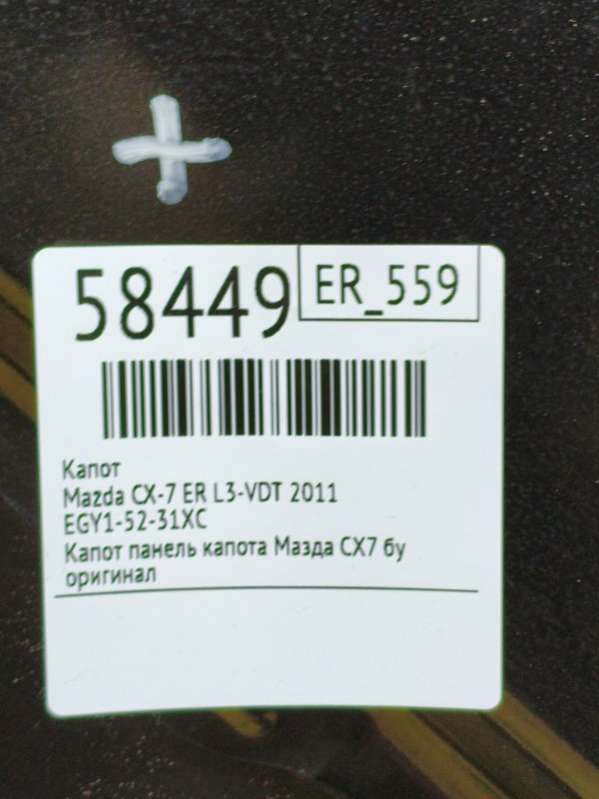 58449
ER_559
Капот
Mazda CX-7 ER L3-VDT 2011
EGY1-52-31XC
Капот панель капота Мазда CX7 бу
оригинал